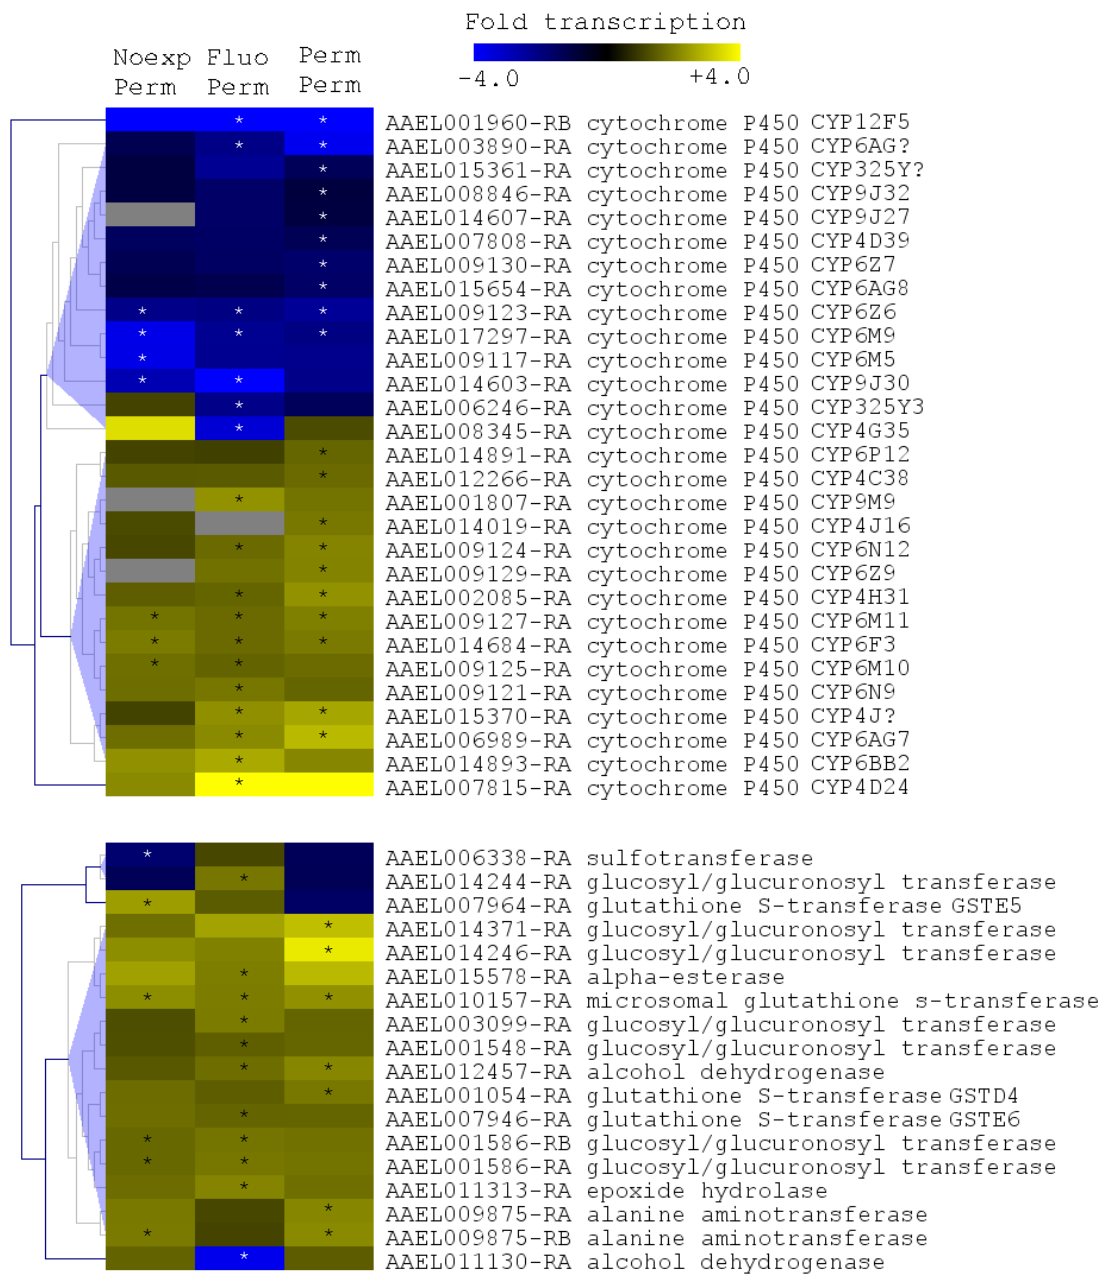 Fold transcription
-4.0 +4.0
Noexp Fluo Perm
Perm Perm Perm
* * AAEL001960-RB cytochrome P450 CYP12F5
* * AAEL003890-RA cytochrome P450 CYP6AG?
* AAEL015361-RA cytochrome P450 CYP325Y?
* AAEL008846-RA cytochrome P450 CYP9J32
* AAEL014607-RA cytochrome P450 CYP9J27
* AAEL007808-RA cytochrome P450 CYP4D39
* AAEL009130-RA cytochrome P450 CYP6Z7
* AAEL015654-RA cytochrome P450 CYP6AG8
* * * AAEL009123-RA cytochrome P450 CYP6Z6
* * * AAEL017297-RA cytochrome P450 CYP6M9
* AAEL009117-RA cytochrome P450 CYP6M5
* * AAEL014603-RA cytochrome P450 CYP9J30
* AAEL006246-RA cytochrome P450 CYP325Y3
* AAEL008345-RA cytochrome P450 CYP4G35
* AAEL014891-RA cytochrome P450 CYP6P12
* AAEL012266-RA cytochrome P450 CYP4C38
* AAEL001807-RA cytochrome P450 CYP9M9
* AAEL014019-RA cytochrome P450 CYP4J16
* * AAEL009124-RA cytochrome P450 CYP6N12
* AAEL009129-RA cytochrome P450 CYP6Z9
* * AAEL002085-RA cytochrome P450 CYP4H31
* * * AAEL009127-RA cytochrome P450 CYP6M11
* * * AAEL014684-RA cytochrome P450 CYP6F3
* * AAEL009125-RA cytochrome P450 CYP6M10
* AAEL009121-RA cytochrome P450 CYP6N9
* * AAEL015370-RA cytochrome P450 CYP4J?
* * AAEL006989-RA cytochrome P450 CYP6AG7
* AAEL014893-RA cytochrome P450 CYP6BB2
* AAEL007815-RA cytochrome P450 CYP4D24
* AAEL006338-RA sulfotransferase
* AAEL014244-RA glucosyl/glucuronosyl transferase
* AAEL007964-RA glutathione S-transferase GSTE5
* AAEL014371-RA glucosyl/glucuronosyl transferase
* AAEL014246-RA glucosyl/glucuronosyl transferase
* AAEL015578-RA alpha-esterase
* * * AAEL010157-RA microsomal glutathione s-transferase
* AAEL003099-RA glucosyl/glucuronosyl transferase
* AAEL001548-RA glucosyl/glucuronosyl transferase
* * AAEL012457-RA alcohol dehydrogenase
* AAEL001054-RA glutathione S-transferase GSTD4
* AAEL007946-RA glutathione S-transferase GSTE6
* * AAEL001586-RB glucosyl/glucuronosyl transferase
* * AAEL001586-RA glucosyl/glucuronosyl transferase
* AAEL011313-RA epoxide hydrolase
* AAEL009875-RA alanine aminotransferase
* * AAEL009875-RB alanine aminotransferase
* AAEL011130-RA alcohol dehydrogenase